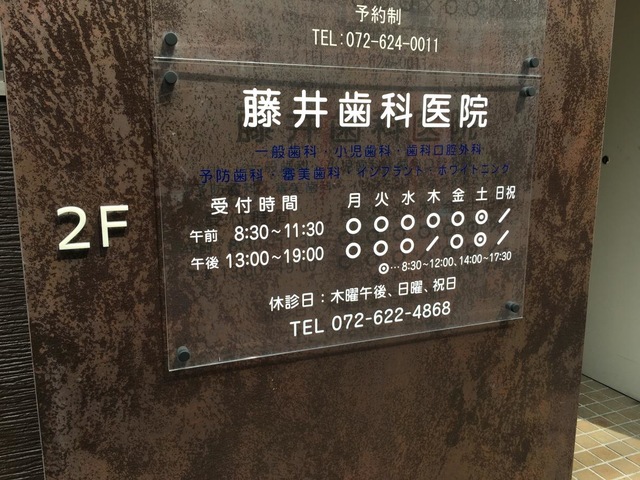 予約制
TEL:072-624-0011
藤井歯科医院
一般歯科・小児歯科・歯科口腔外科
予防歯科・審美歯科・インプラント・ホワイトニング
受付時間 月 火 水 木 金 土 日祝
午前 8:30~11:30 ○ ○ ○ ○ ○ ◎ /
午後 13:00~19:00 ○ ○ ○ / ○ ◎ /
◎…8:30~12:00、14:00~17:30
休診日:木曜午後、日曜、祝日
TEL 072-622-4868
2F